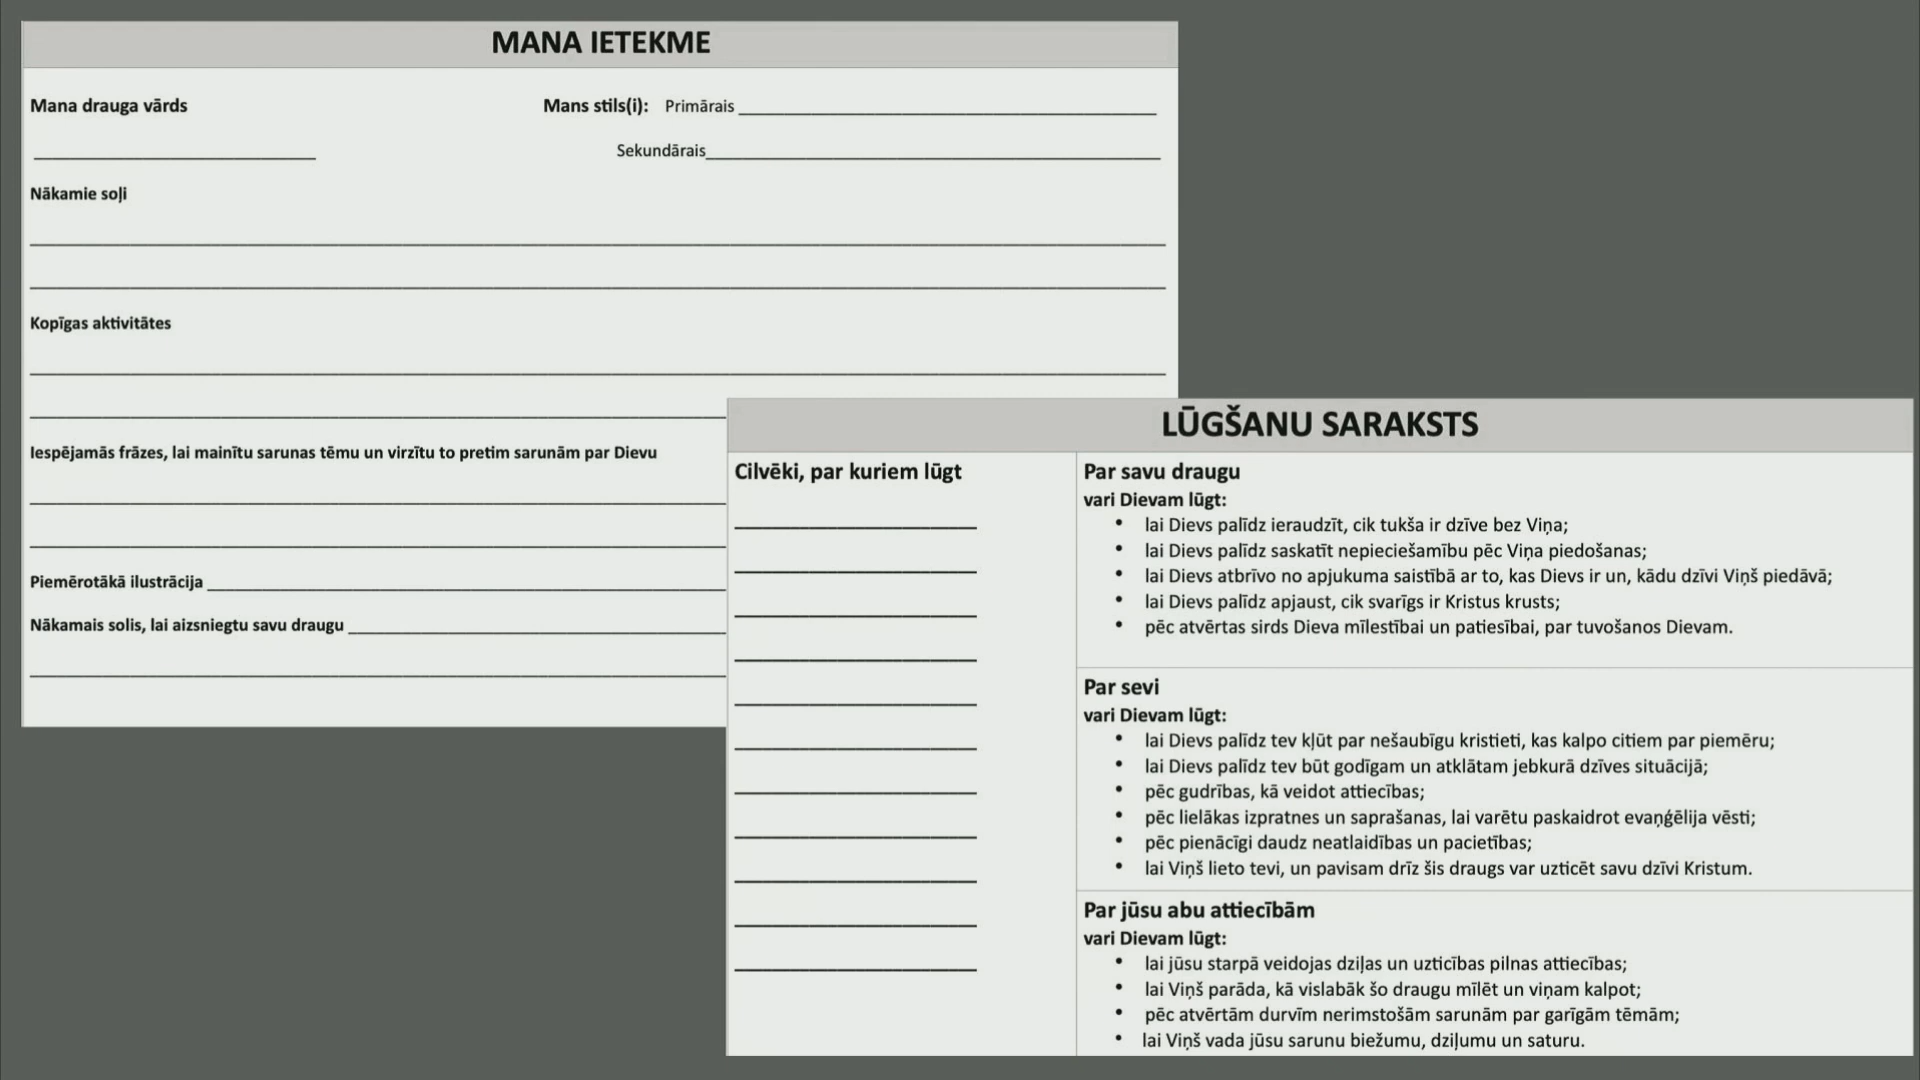 MANA IETEKME
Mana drauga vārds
Mans stils(i): Primārais
Sekundārais
Nākamie soļi
Kopīgas aktivitātes
Iespējamās frāzes, lai mainītu sarunas tēmu un virzītu to pretim sarunām par Dievu
Piemērotākā ilustrācija
Nākamais solis, lai aizsniegtu savu draugu
LŪGŠANU SARAKSTS
Cilvēki, par kuriem lūgt
Par savu draugu
vari Dievam lūgt:
• lai Dievs palīdz ieraudzīt, cik tukša ir dzīve bez Viņa;
• lai Dievs palīdz saskatīt nepieciešamību pēc Viņa piedošanas;
• lai Dievs atbrīvo no apjukuma saistībā ar to, kas Dievs ir un, kādu dzīvi Viņš piedāvā;
• lai Dievs palīdz apjaust, cik svarīgs ir Kristus krusts;
• pēc atvērtas sirds Dieva mīlestībai un patiesībai, par tuvošanos Dievam.
Par sevi
vari Dievam lūgt:
• lai Dievs palīdz tev kļūt par nešaubīgu kristieti, kas kalpo citiem par piemēru;
• lai Dievs palīdz tev būt godīgam un atklātam jebkurā dzīves situācijā;
• pēc gudrības, kā veidot attiecības;
• pēc lielākas izpratnes un saprašanas, lai varētu paskaidrot evaņģēlija vēsti;
• pēc pienācīgi daudz neatlaidības un pacietības;
• lai Viņš lieto tevi, un pavisam drīz šis draugs var uzticēt savu dzīvi Kristum.
Par jūsu abu attiecībām
vari Dievam lūgt:
• lai jūsu starpā veidojas dziļas un uzticības pilnas attiecības;
• lai Viņš parāda, kā vislabāk šo draugu mīlēt un viņam kalpot;
• pēc atvērtām durvīm nerimstošām sarunām par garīgām tēmām;
• lai Viņš vada jūsu sarunu biežumu, dziļumu un saturu.